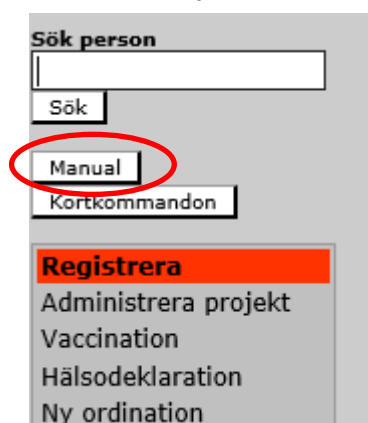 Sök person
Sök
Manual
Kortkommandon
Registrera
Administrera projekt
Vaccination
Hälsodeklaration
Ny ordination